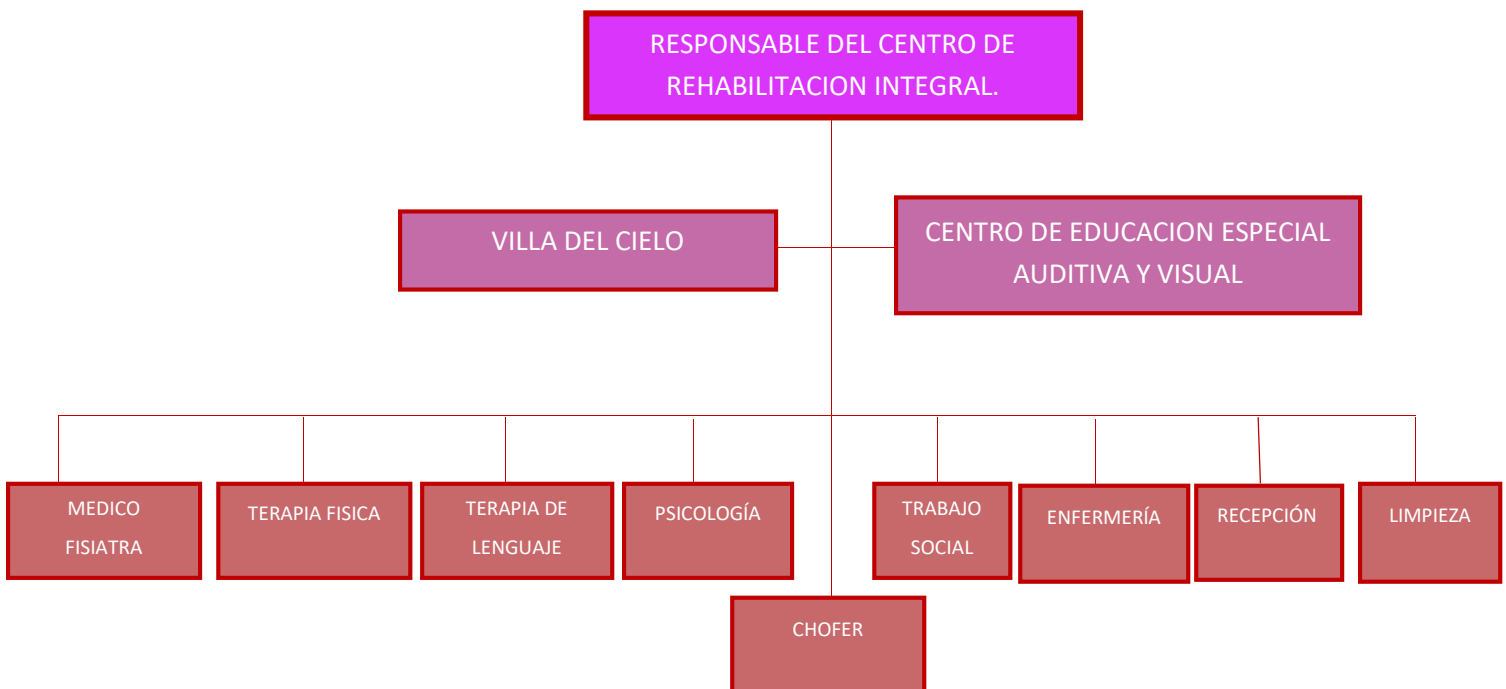 RESPONSABLE DEL CENTRO DE
REHABILITACION INTEGRAL.
VILLA DEL CIELO
CENTRO DE EDUCACION ESPECIAL
AUDITIVA Y VISUAL
MEDICO
FISIATRA
TERAPIA FISICA
TERAPIA DE
LENGUAJE
PSICOLOGÍA
TRABAJO
SOCIAL
ENFERMERÍA
RECEPCIÓN
LIMPIEZA
CHOFER